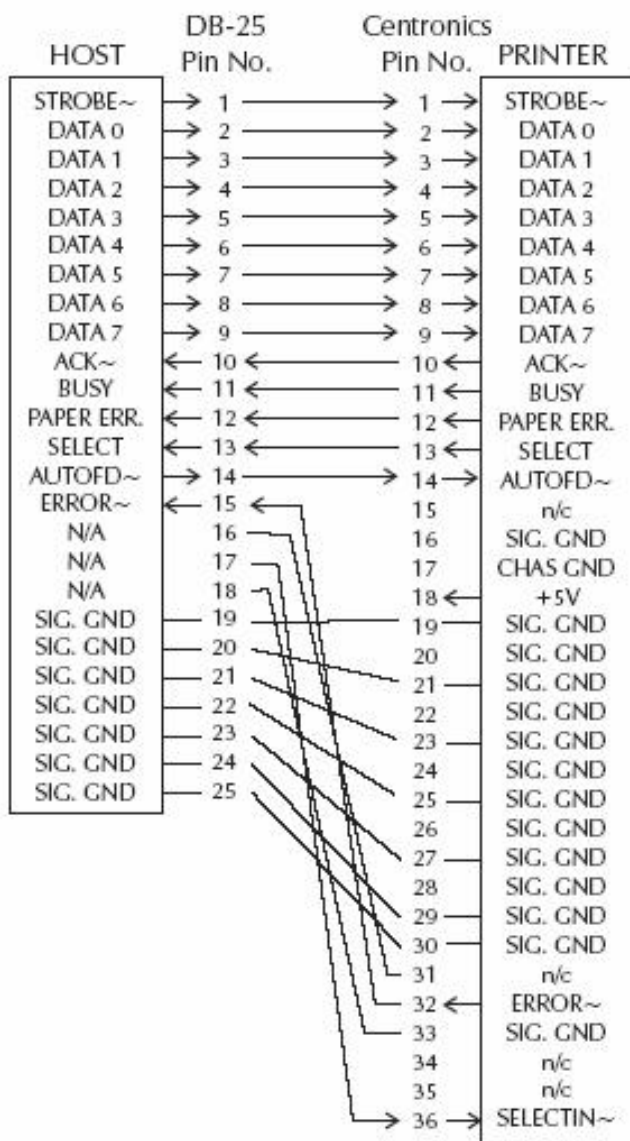 DB-25 Centronics
HOST Pin No. Pin No. PRINTER
STROBE~ 1 1 STROBE~
DATA 0 2 2 DATA 0
DATA 1 3 3 DATA 1
DATA 2 4 4 DATA 2
DATA 3 5 5 DATA 3
DATA 4 6 6 DATA 4
DATA 5 7 7 DATA 5
DATA 6 8 8 DATA 6
DATA 7 9 9 DATA 7
ACK~ 10 10 ACK~
BUSY 11 11 BUSY
PAPER ERR. 12 12 PAPER ERR.
SELECT 13 13 SELECT
AUTOFD~ 14 14 AUTOFD~
ERROR~ 15 15 n/c
N/A 16 16 SIG. GND
N/A 17 17 CHAS GND
N/A 18 18 +5V
SIG. GND 19 19 SIG. GND
SIG. GND 20 20 SIG. GND
SIG. GND 21 21 SIG. GND
SIG. GND 22 22 SIG. GND
SIG. GND 23 23 SIG. GND
SIG. GND 24 24 SIG. GND
SIG. GND 25 25 SIG. GND
26 SIG. GND
27 SIG. GND
28 SIG. GND
29 SIG. GND
30 SIG. GND
31 n/c
32 ERROR~
33 SIG. GND
34 n/c
35 n/c
36 SELECTIN~